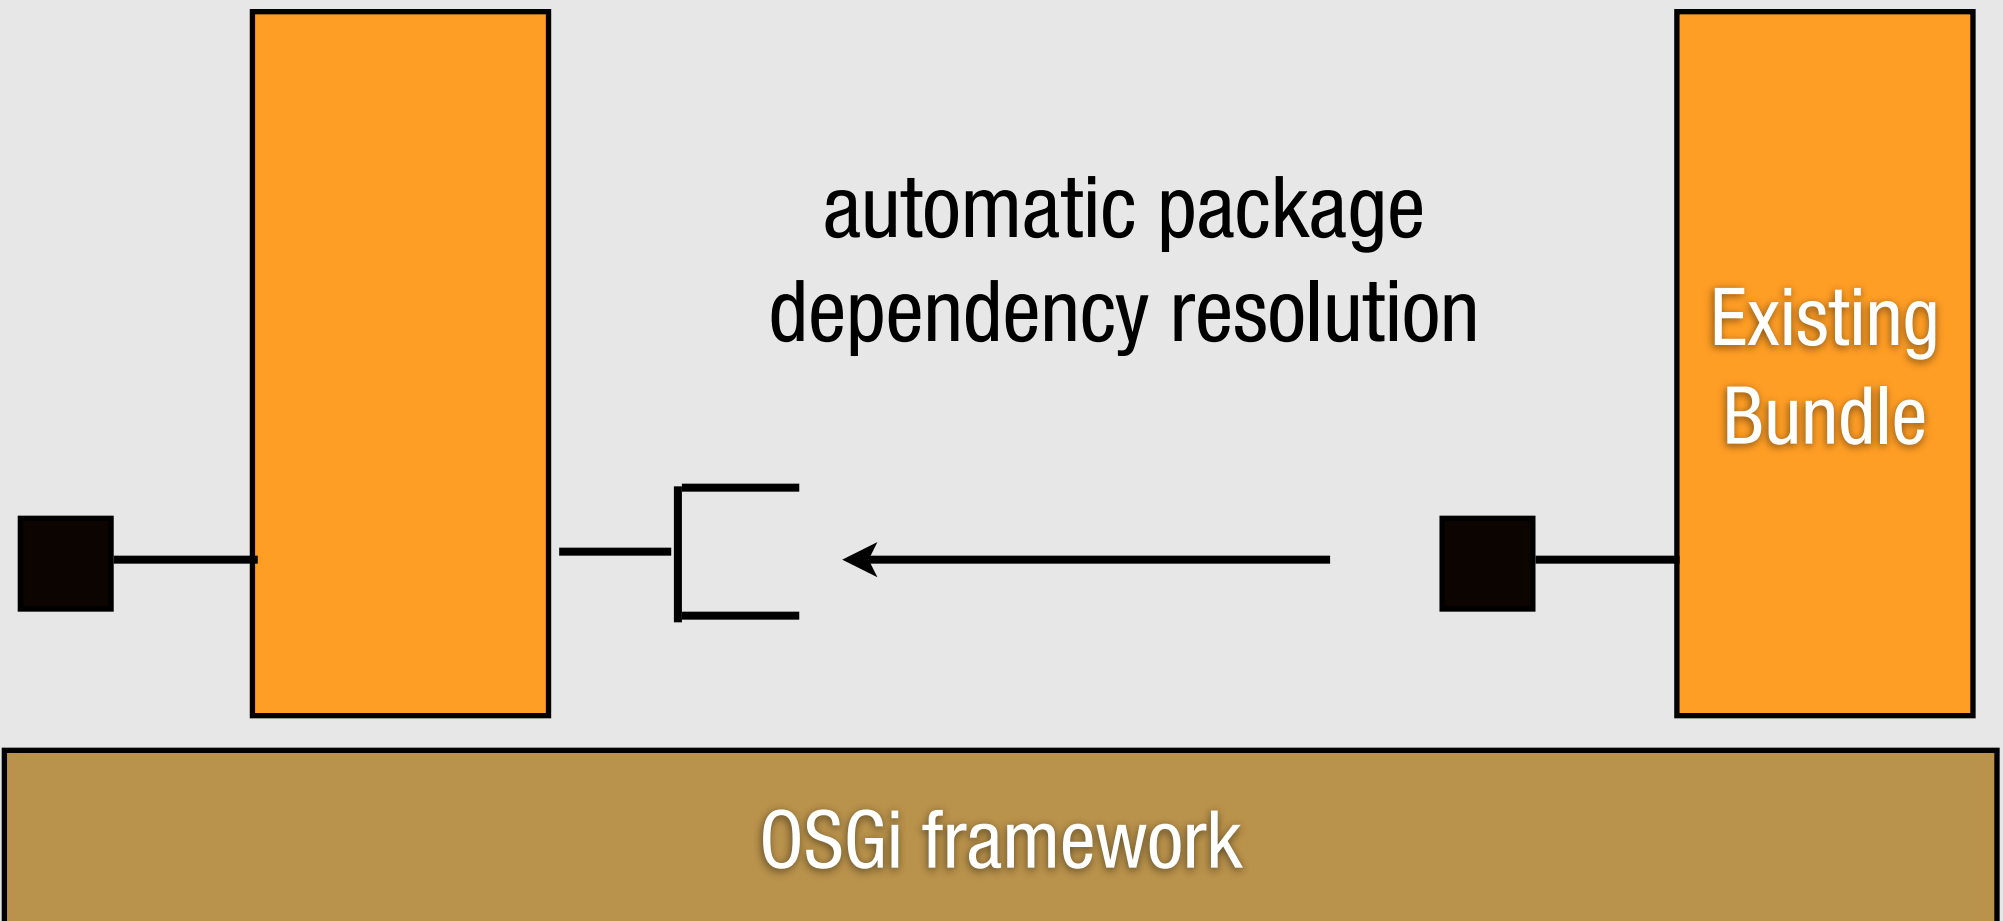 automatic package
dependency resolution
Existing
Bundle
OSGi framework